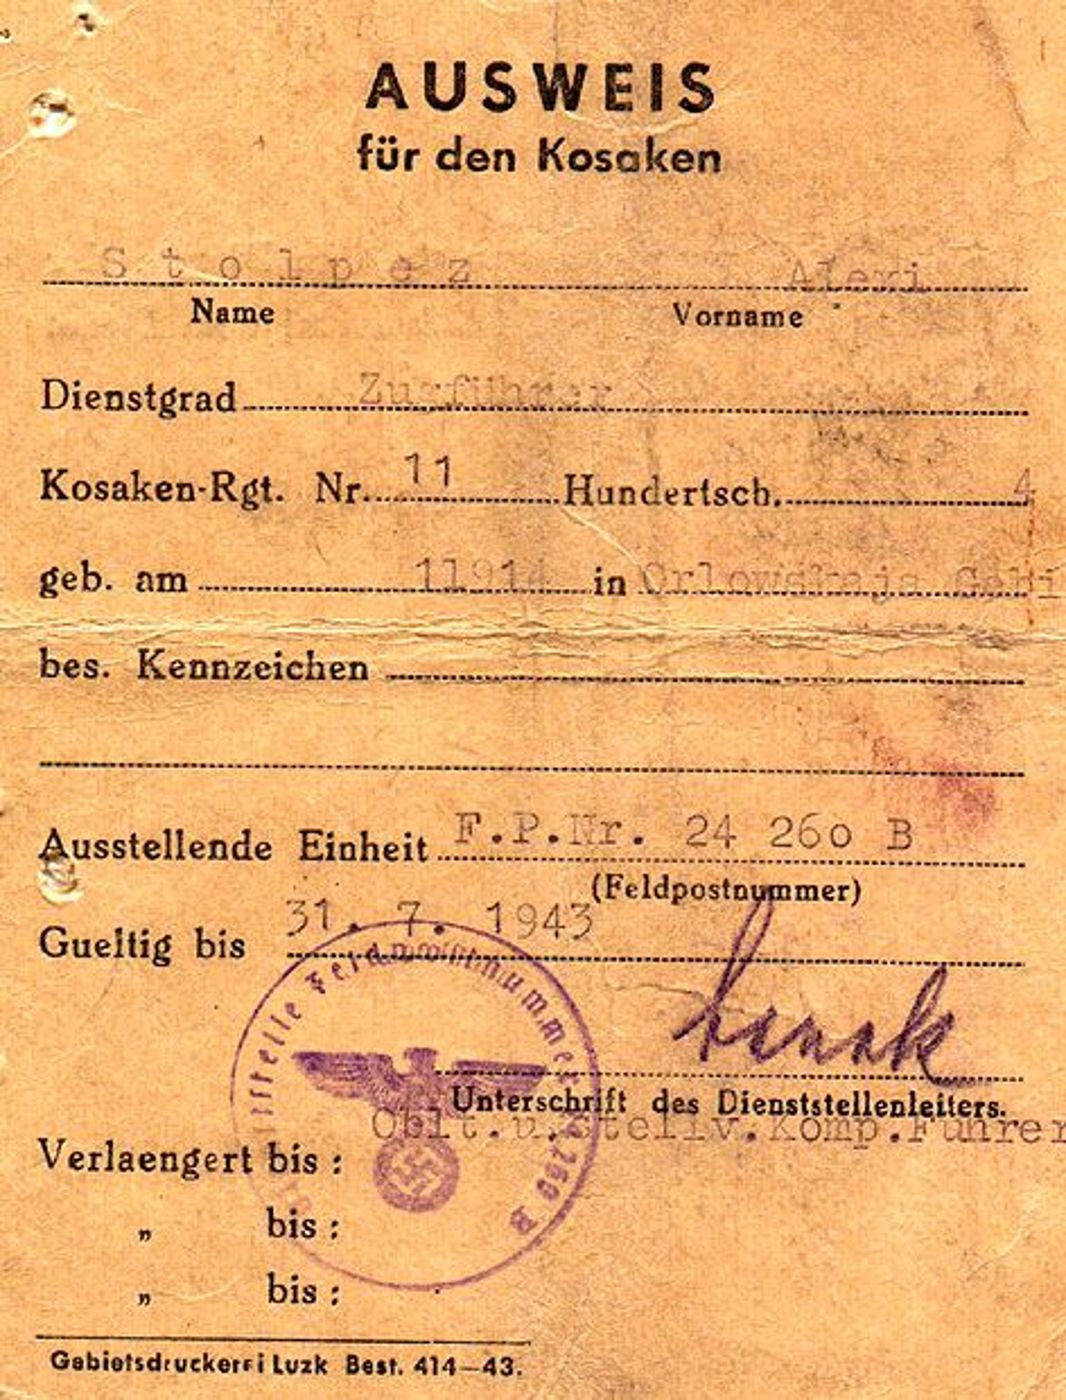 AUSWEIS
für den Kosaken
Stolpez Alexi
Name Vorname
Dienstgrad Zugführer
Kosaken-Rgt. Nr. 11 Hundertsch. 4
geb. am 11914 in Orlowskaja Gebi
bes. Kennzeichen
Ausstellende Einheit F.P.Nr. 24 260 B
(Feldpostnummer)
Gueltig bis 31. 7. 1943
Unterschrift des Dienststellenleiters.
Oblt.u.stellv.Komp.Führer
Verlaengert bis :
„ bis :
„ bis :
Gebietsdruckerei Luzk Best. 414—43.